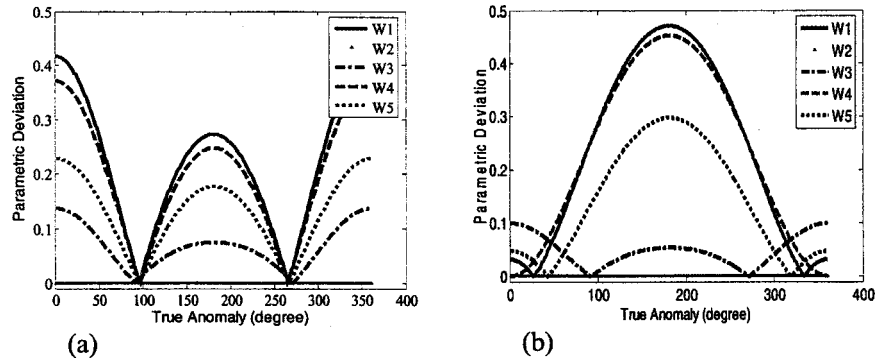 0.5
0.4
0.3
0.2
0.1
0
Parametric Deviation
0 50 100 150 200 250 300 350 400
True Anomaly (degree)
W1
W2
W3
W4
W5
(a)
0.5
0.4
0.3
0.2
0.1
0
Parametric Deviation
0 100 200 300 400
True Anomaly (degree)
W1
W2
W3
W4
W5
(b)